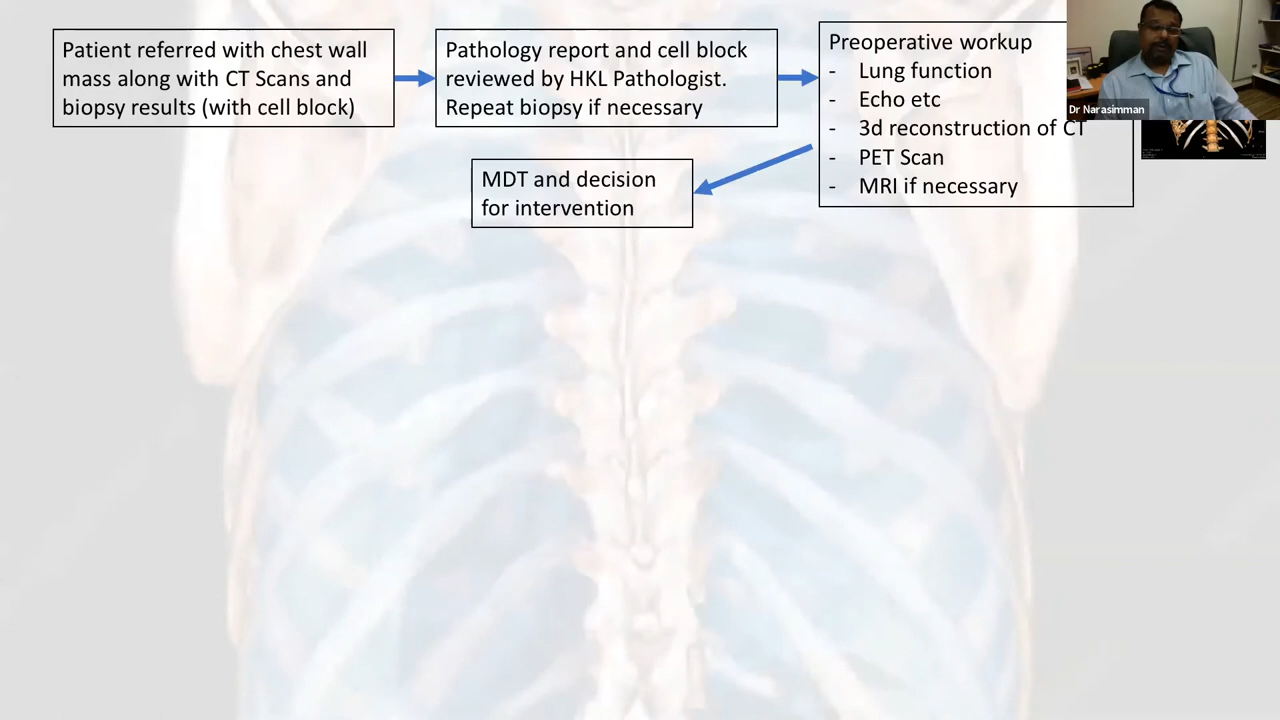 Patient referred with chest wall
mass along with CT Scans and
biopsy results (with cell block)
Pathology report and cell block
reviewed by HKL Pathologist.
Repeat biopsy if necessary
Preoperative workup
- Lung function
- Echo etc
- 3d reconstruction of CT
- PET Scan
- MRI if necessary
MDT and decision
for intervention
Dr Narasimman